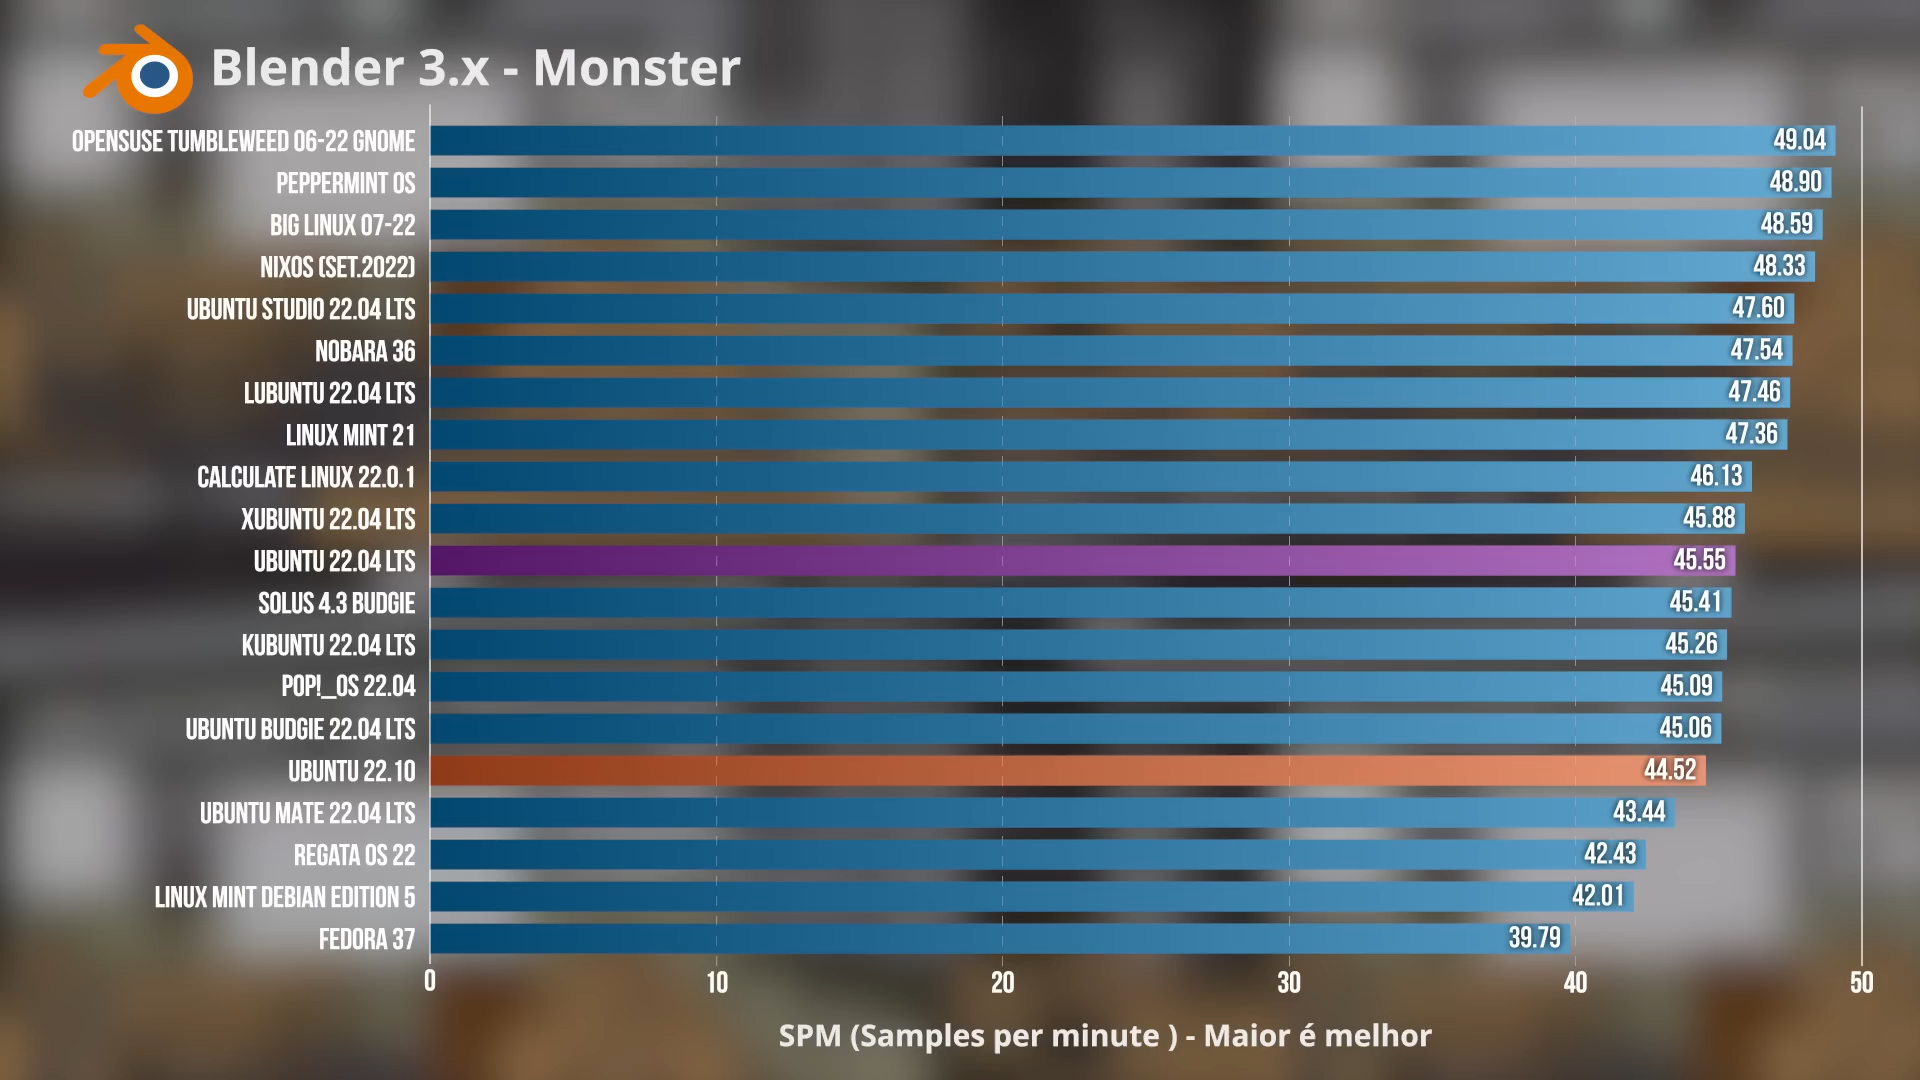 Blender 3.x - Monster
OPENSUSE TUMBLEWEED 06-22 GNOME 49.04
PEPPERMINT OS 48.90
BIG LINUX 07-22 48.59
NIXOS (SET.2022) 48.33
UBUNTU STUDIO 22.04 LTS 47.60
NOBARA 36 47.54
LUBUNTU 22.04 LTS 47.46
LINUX MINT 21 47.36
CALCULATE LINUX 22.0.1 46.13
XUBUNTU 22.04 LTS 45.88
UBUNTU 22.04 LTS 45.55
SOLUS 4.3 BUDGIE 45.41
KUBUNTU 22.04 LTS 45.26
POP!_OS 22.04 45.09
UBUNTU BUDGIE 22.04 LTS 45.06
UBUNTU 22.10 44.52
UBUNTU MATE 22.04 LTS 43.44
REGATA OS 22 42.43
LINUX MINT DEBIAN EDITION 5 42.01
FEDORA 37 39.79
0 10 20 30 40 50
SPM (Samples per minute ) - Maior é melhor